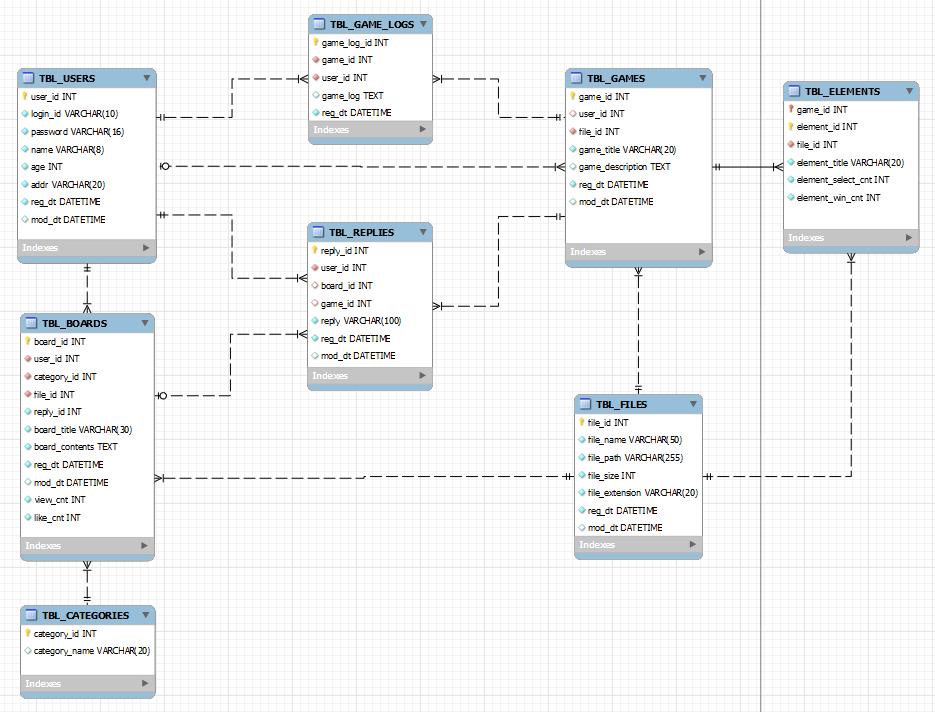 TBL_GAME_LOGS
game_log_id INT
game_id INT
user_id INT
game_log TEXT
reg_dt DATETIME
Indexes
TBL_USERS
user_id INT
login_id VARCHAR(10)
password VARCHAR(16)
name VARCHAR(8)
age INT
addr VARCHAR(20)
reg_dt DATETIME
mod_dt DATETIME
Indexes
TBL_GAMES
game_id INT
user_id INT
file_id INT
game_title VARCHAR(20)
game_description TEXT
reg_dt DATETIME
mod_dt DATETIME
Indexes
TBL_ELEMENTS
game_id INT
element_id INT
file_id INT
element_title VARCHAR(20)
element_select_cnt INT
element_win_cnt INT
Indexes
TBL_REPLIES
reply_id INT
user_id INT
board_id INT
game_id INT
reply VARCHAR(100)
reg_dt DATETIME
mod_dt DATETIME
Indexes
TBL_BOARDS
board_id INT
user_id INT
category_id INT
file_id INT
reply_id INT
board_title VARCHAR(30)
board_contents TEXT
reg_dt DATETIME
mod_dt DATETIME
view_cnt INT
like_cnt INT
Indexes
TBL_FILES
file_id INT
file_name VARCHAR(50)
file_path VARCHAR(255)
file_size INT
file_extension VARCHAR(20)
reg_dt DATETIME
mod_dt DATETIME
Indexes
TBL_CATEGORIES
category_id INT
category_name VARCHAR(20)
Indexes